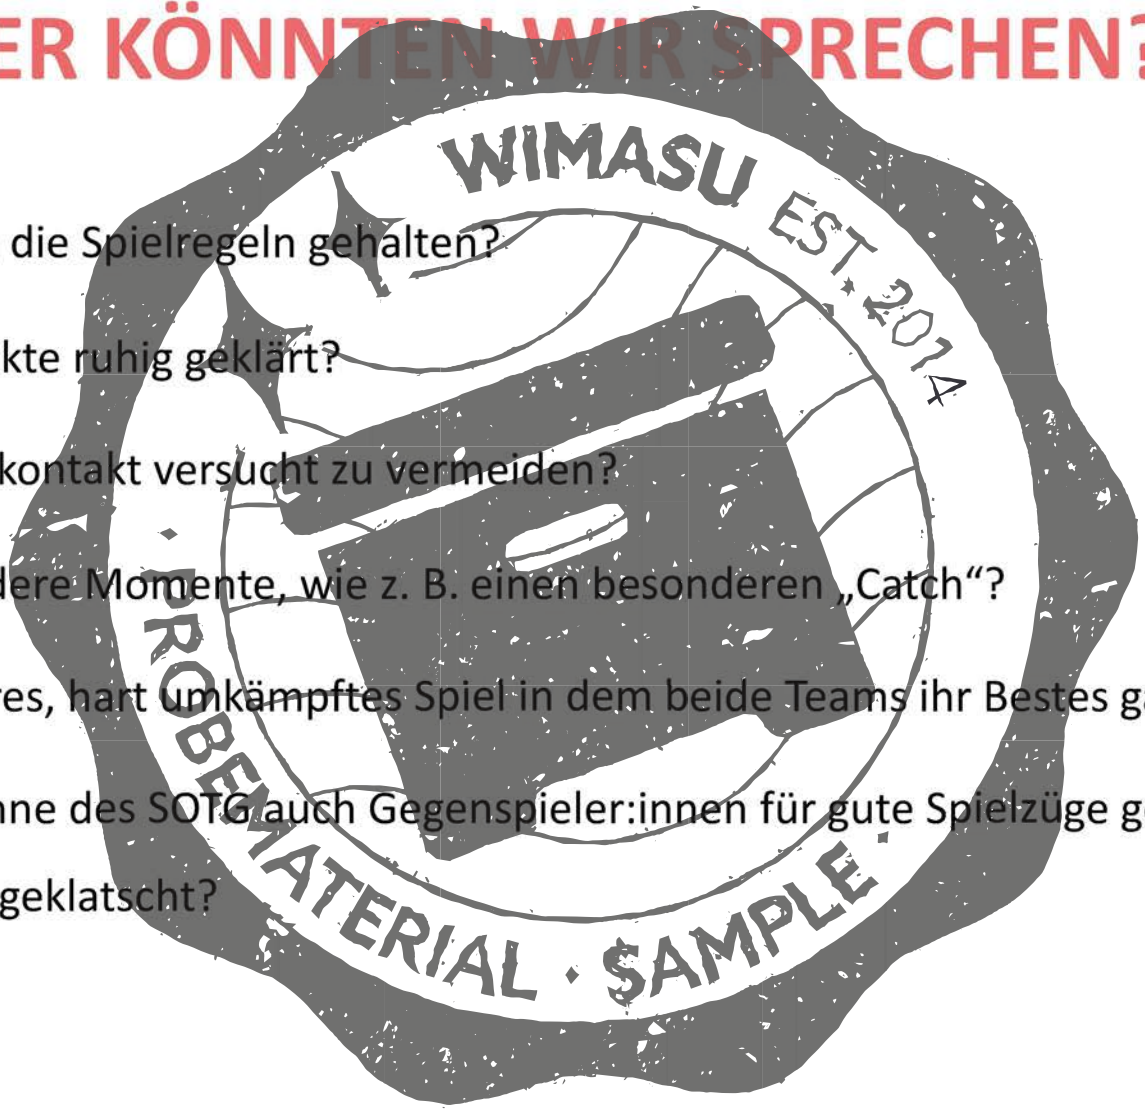 ER KÖNNTEN WIR SPRECHEN?
WIMASU EST. 2014
die Spielregeln gehalten?
kte ruhig geklärt?
kontakt versucht zu vermeiden?
dere Momente, wie z. B. einen besonderen „Catch“?
res, hart umkämpftes Spiel in dem beide Teams ihr Bestes ga
nne des SOTG auch Gegenspieler:innen für gute Spielzüge ge
geklatscht?
· PROBEMATERIAL · SAMPLE ·